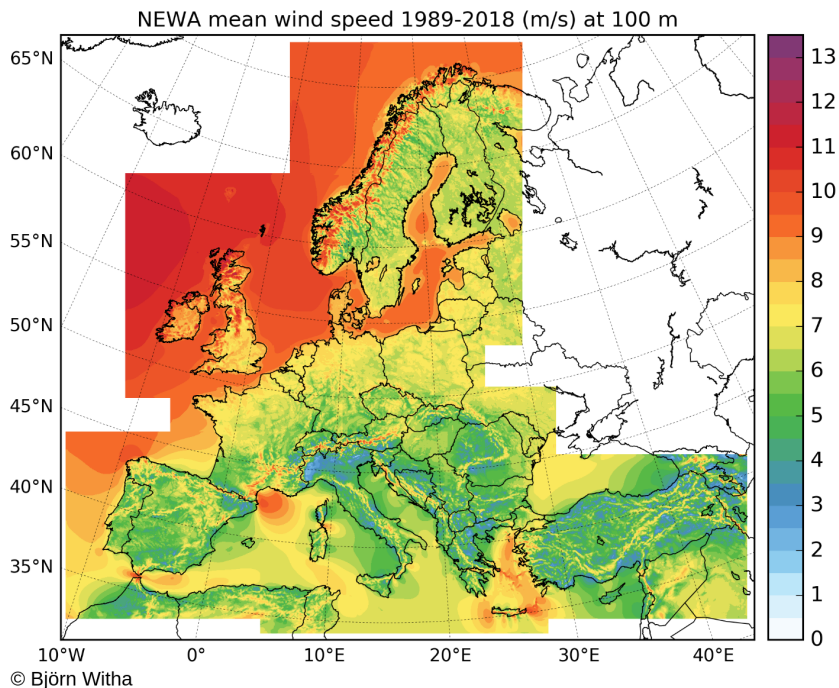 NEWA mean wind speed 1989-2018 (m/s) at 100 m
65°N
60°N
55°N
50°N
45°N
40°N
35°N
10°W
0°
10°E
20°E
30°E
40°E
13
12
11
10
9
8
7
6
5
4
3
2
1
0
© Björn Witha